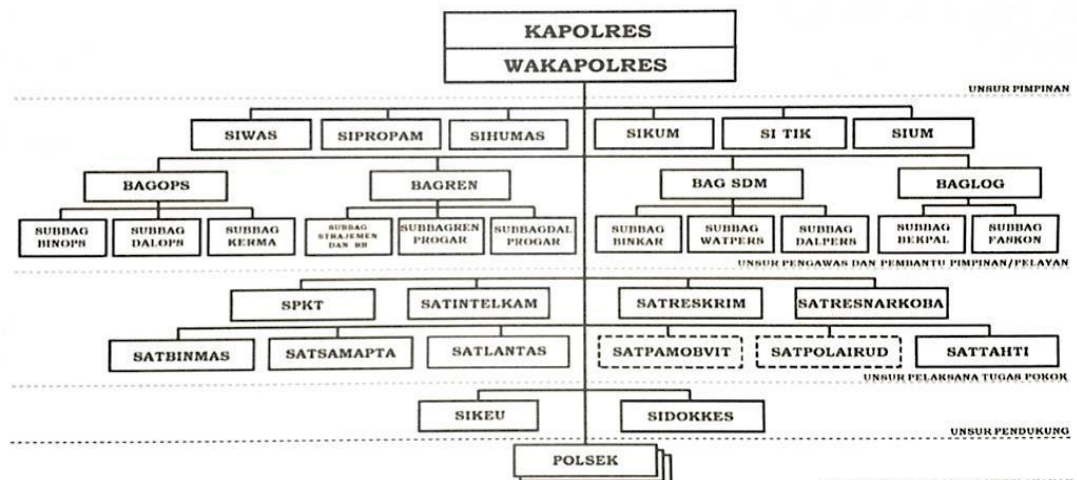 KAPOLRES
WAKAPOLRES
UNSUR PIMPINAN
SIWAS
SIPROPAM
SIHUMAS
SIKUM
SI TIK
SIUM
BAGOPS
BAGREN
BAG SDM
BAGLOG
SUBBAG
BINOPS
SUBBAG
DALOPS
SUBBAG
KERMA
SUBBAG
STRAJEMEN
DAN RB
SUBBAGREN
PROGAR
SUBBAGDAL
PROGAR
SUBBAG
BINKAR
SUBBAG
WATPERS
SUBBAG
DALPERS
SUBBAG
BEKPAL
SUBBAG
FASKON
UNSUR PENGAWAS DAN PEMBANTU PIMPINAN/PELAYAN
SPKT
SATINTELKAM
SATRESKRIM
SATRESNARKOBA
SATBINMAS
SATSAMAPTA
SATLANTAS
SATPAMOBVIT
SATPOLAIRUD
SATTAHTI
UNSUR PELAKSANA TUGAS POKOK
SIKEU
SIDOKKES
UNSUR PENDUKUNG
POLSEK